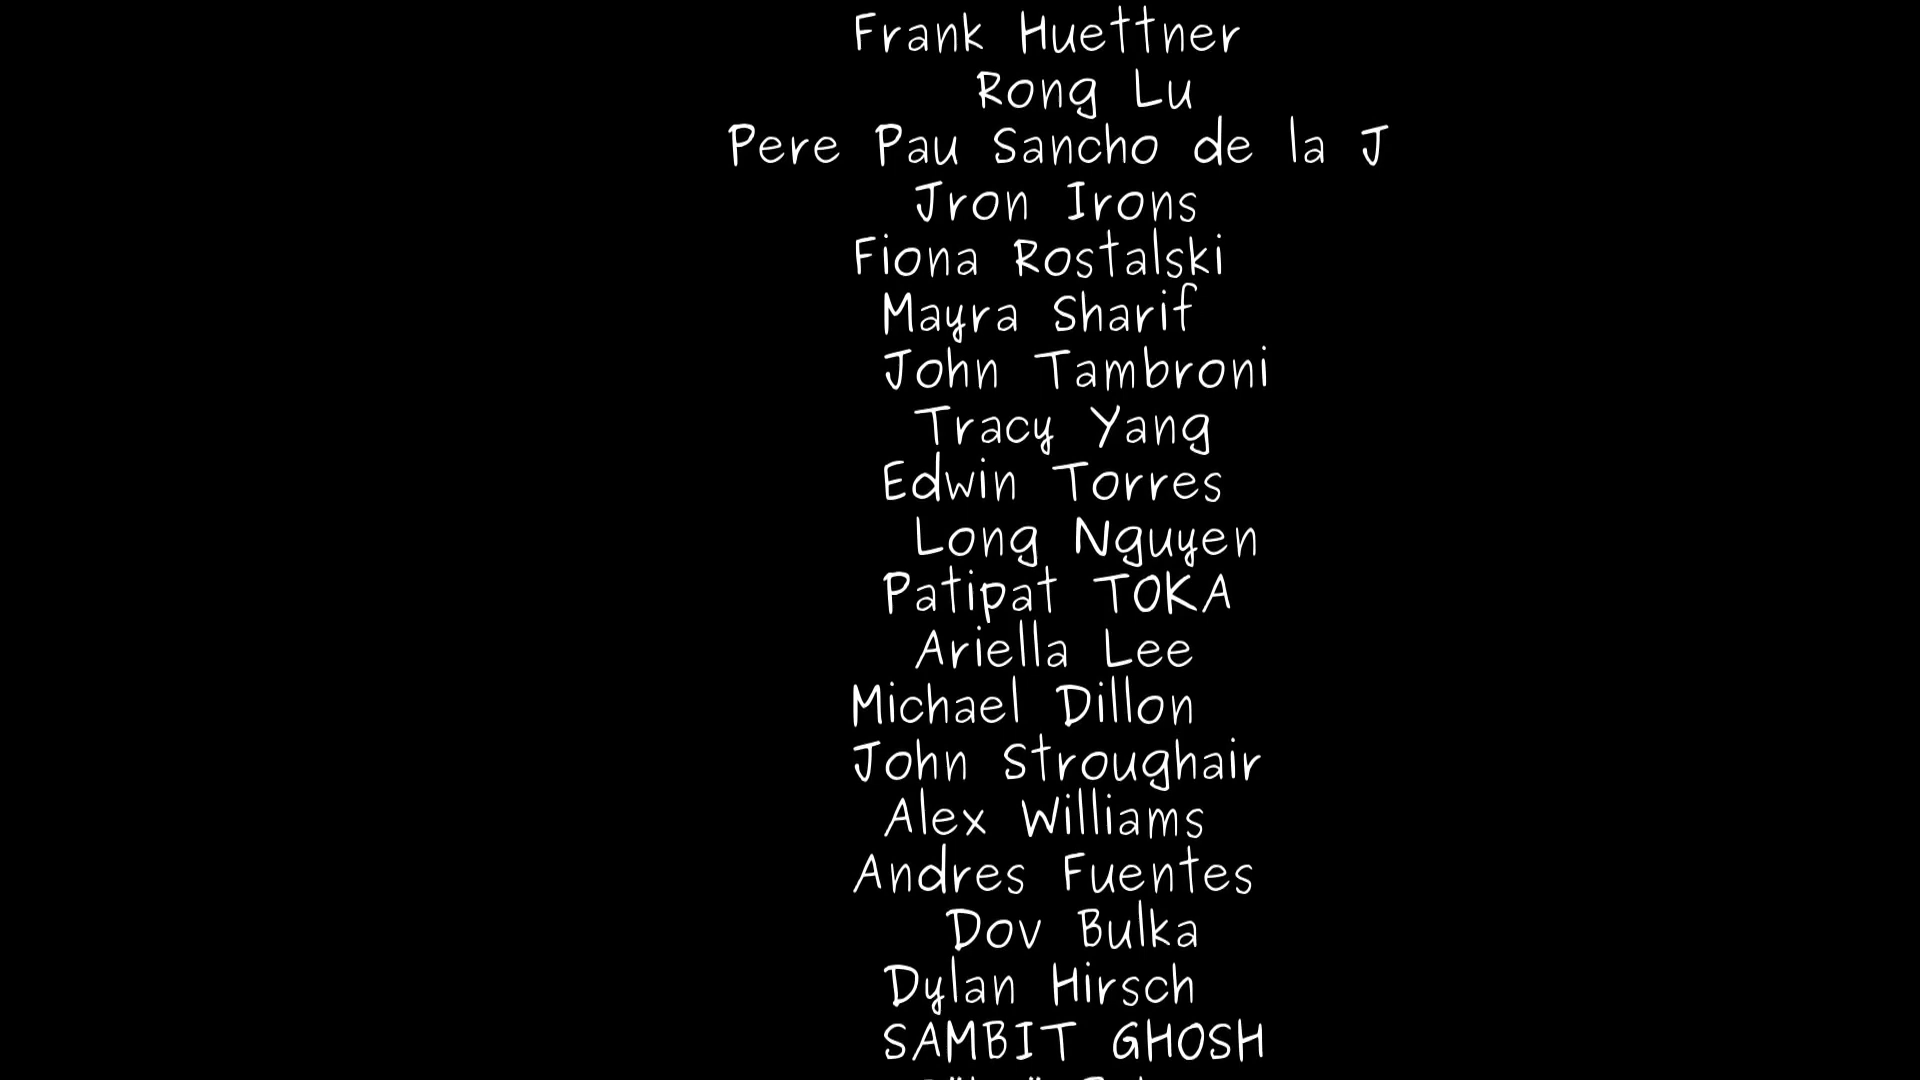 Frank Huettner
Rong Lu
Pere Pau Sancho de la J
Jron Irons
Fiona Rostalski
Mayra Sharif
John Tambroni
Tracy Yang
Edwin Torres
Long Nguyen
Patipat TOKA
Ariella Lee
Michael Dillon
John Stroughair
Alex Williams
Andres Fuentes
Dov Bulka
Dylan Hirsch
SAMBIT GHOSH